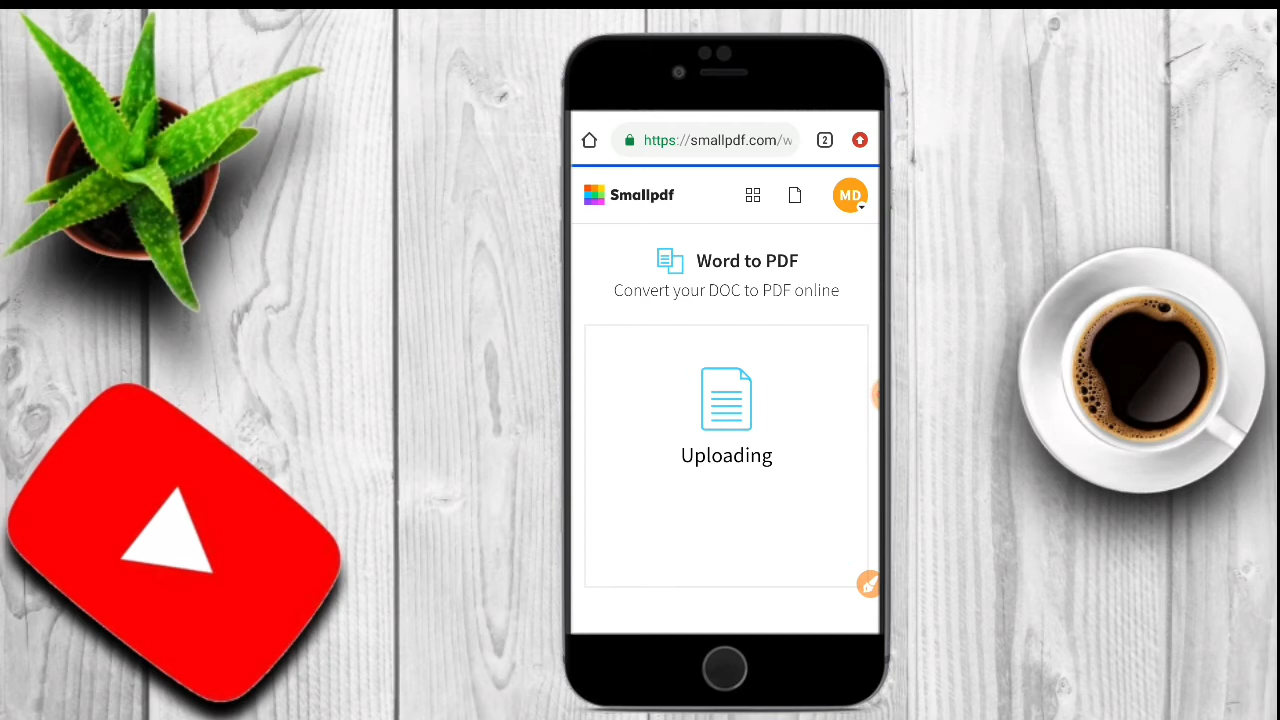 https://smallpdf.com/w
2
Smallpdf
MD
Word to PDF
Convert your DOC to PDF online
Uploading